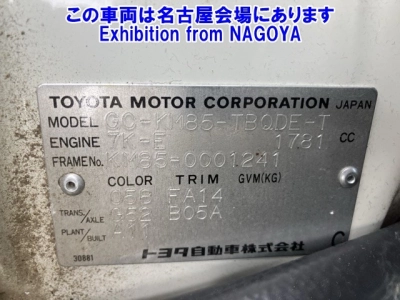 この車両は名古屋会場にあります
Exhibition from NAGOYA
TOYOTA MOTOR CORPORATION JAPAN
MODEL GC-KM85-TBQDE-T
ENGINE 7K-E 1781 CC
FRAME No. KM85-0001241
COLOR TRIM GVM(KG)
056 FA14
TRANS./AXLE G52 B05A
PLANT/BUILT
30881
トヨタ自動車株式会社 C